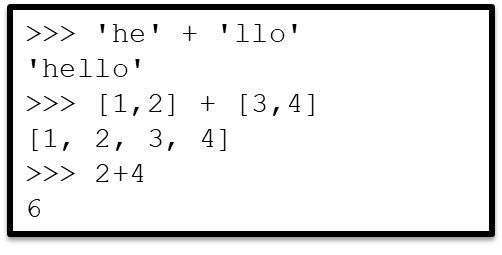 >>> 'he' + 'llo'
'hello'
>>> [1,2] + [3,4]
[1, 2, 3, 4]
>>> 2+4
6